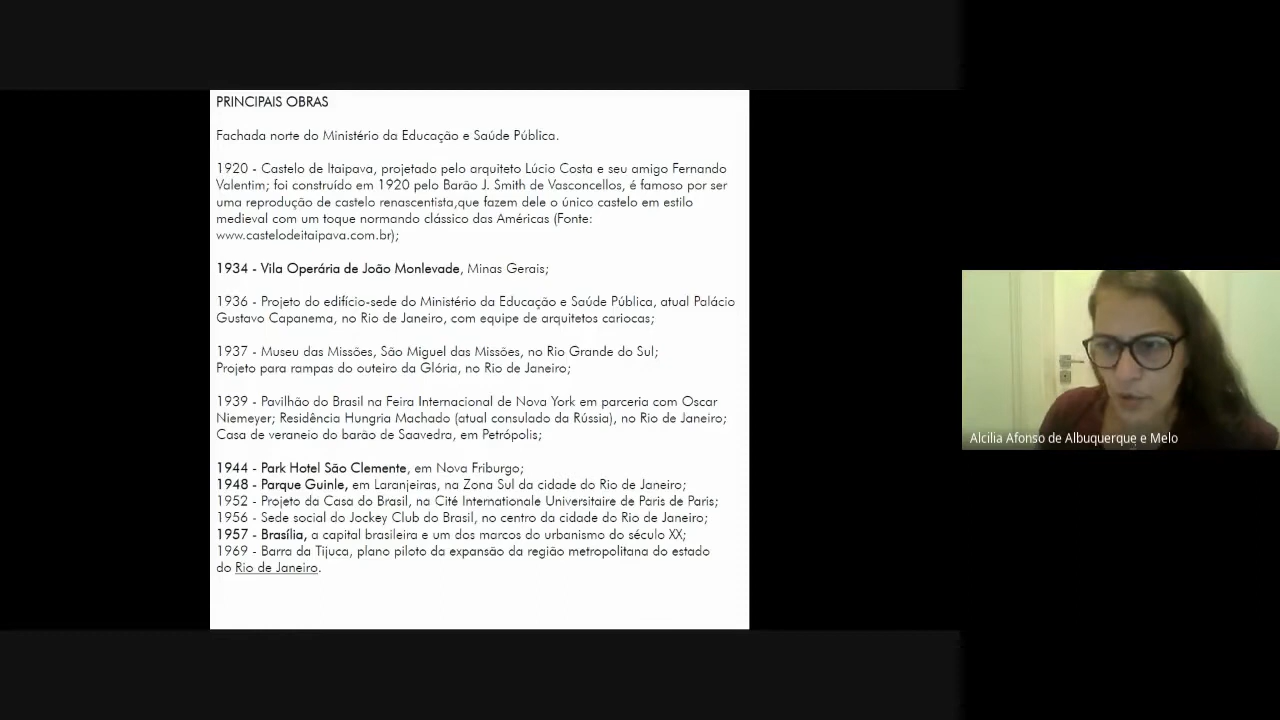 PRINCIPAIS OBRAS
Fachada norte do Ministério da Educação e Saúde Pública.
1920 - Castelo de Itaipava, projetado pelo arquiteto Lúcio Costa e seu amigo Fernando
Valentim; foi construído em 1920 pelo Barão J. Smith de Vasconcellos, é famoso por ser
uma reprodução de castelo renascentista,que fazem dele o único castelo em estilo
medieval com um toque normando clássico das Américas (Fonte:
www.castelodeitaipava.com.br);
1934 - Vila Operária de João Monlevade, Minas Gerais;
1936 - Projeto do edifício-sede do Ministério da Educação e Saúde Pública, atual Palácio
Gustavo Capanema, no Rio de Janeiro, com equipe de arquitetos cariocas;
1937 - Museu das Missões, São Miguel das Missões, no Rio Grande do Sul;
Projeto para rampas do outeiro da Glória, no Rio de Janeiro;
1939 - Pavilhão do Brasil na Feira Internacional de Nova York em parceria com Oscar
Niemeyer; Residência Hungria Machado (atual consulado da Rússia), no Rio de Janeiro;
Casa de veraneio do barão de Saavedra, em Petrópolis;
1944 - Park Hotel São Clemente, em Nova Friburgo;
1948 - Parque Guinle, em Laranjeiras, na Zona Sul da cidade do Rio de Janeiro;
1952 - Projeto da Casa do Brasil, na Cité Internationale Universitaire de Paris de Paris;
1956 - Sede social do Jockey Club do Brasil, no centro da cidade do Rio de Janeiro;
1957 - Brasília, a capital brasileira e um dos marcos do urbanismo do século XX;
1969 - Barra da Tijuca, plano piloto da expansão da região metropolitana do estado
do Rio de Janeiro.
Alcilia Afonso de Albuquerque e Melo